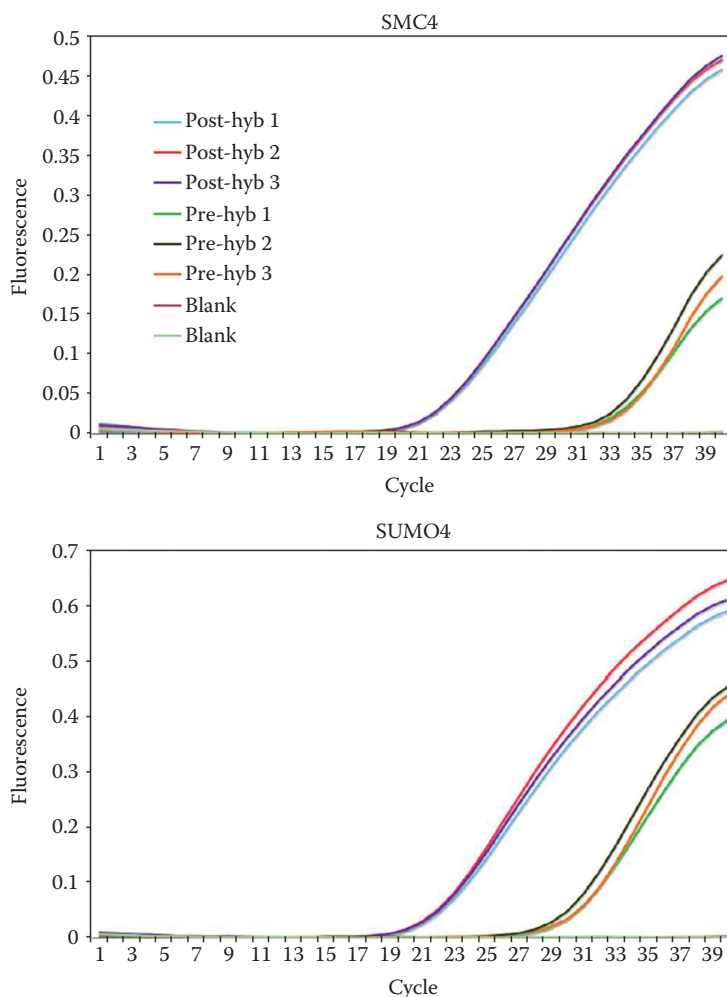 SMC4
0.5
0.45
0.4
0.35
0.3
0.25
0.2
0.15
0.1
0.05
0
Fluorescence
Post-hyb 1
Post-hyb 2
Post-hyb 3
Pre-hyb 1
Pre-hyb 2
Pre-hyb 3
Blank
Blank
1 3 5 7 9 11 13 15 17 19 21 23 25 27 29 31 33 35 37 39
Cycle
SUMO4
0.7
0.6
0.5
0.4
0.3
0.2
0.1
0
Fluorescence
1 3 5 7 9 11 13 15 17 19 21 23 25 27 29 31 33 35 37 39
Cycle